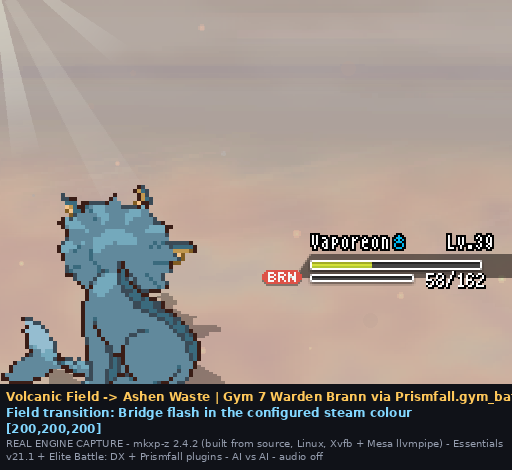 Vaporeon Lv.39
BRN 58/162
Volcanic Field -> Ashen Waste | Gym 7 Warden Brann via Prismfall.gym_ba
Field transition: Bridge flash in the configured steam colour
[200,200,200]
REAL ENGINE CAPTURE - mkxp-z 2.4.2 (built from source, Linux, Xvfb + Mesa llvmpipe) - Essentials
v21.1 + Elite Battle: DX + Prismfall plugins - AI vs AI - audio off